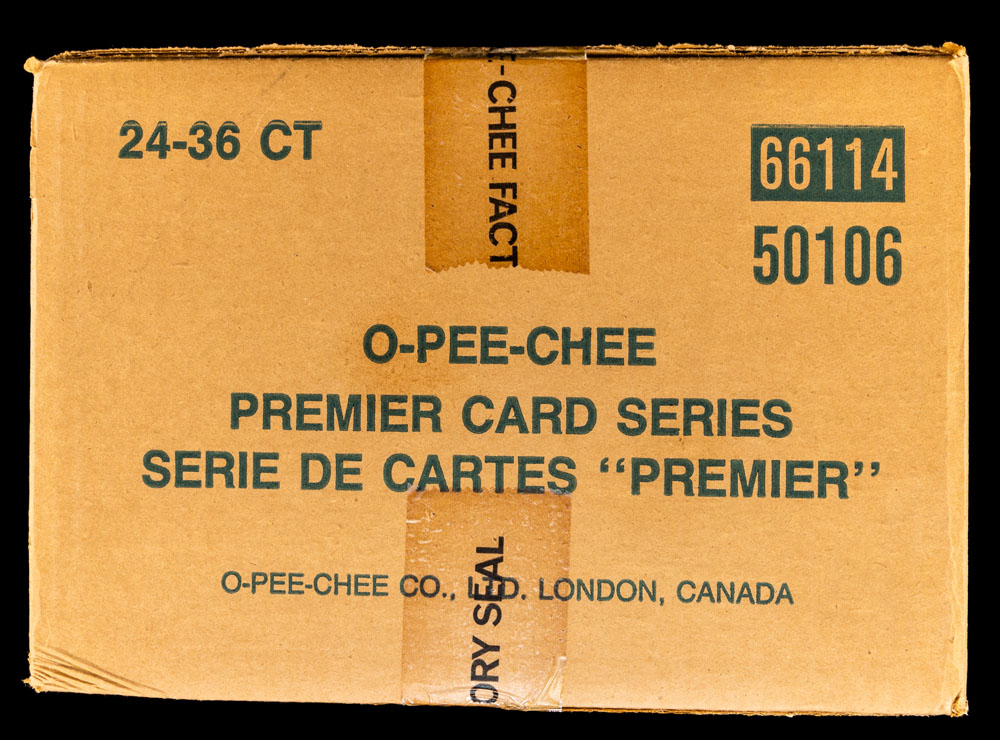 24-36 CT
66114
50106
-CHEE FACT
O-PEE-CHEE
PREMIER CARD SERIES
SERIE DE CARTES “PREMIER”
O-PEE-CHEE CO., D. LONDON, CANADA
ORY SEAL